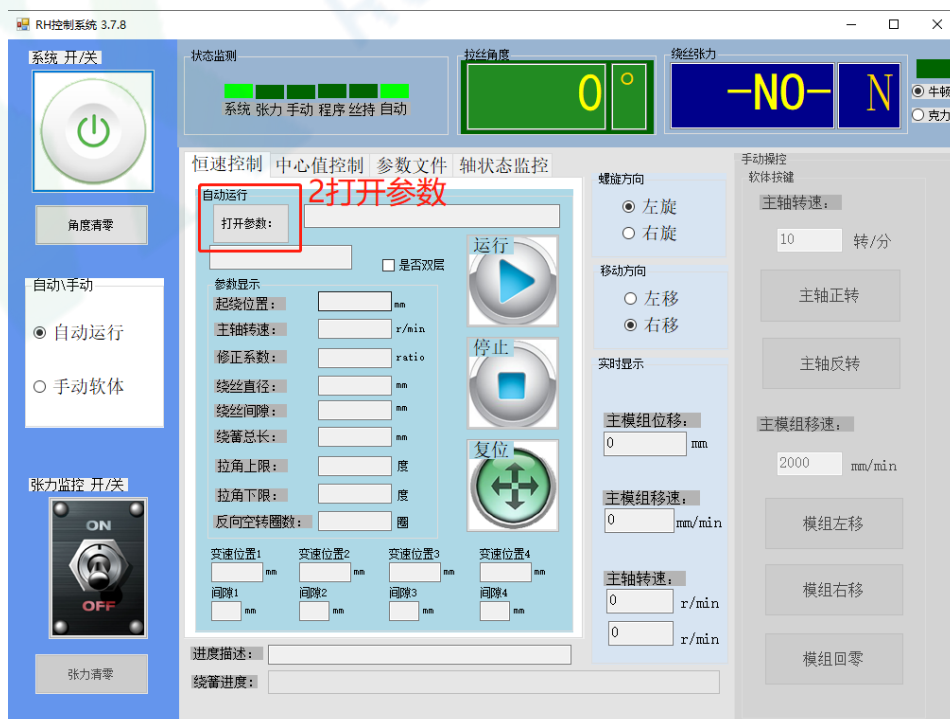 RH控制系统 3.7.8
系统 开/关
角度清零
自动\手动
自动运行
手动软体
张力监控 开/关
ON
OFF
张力清零
状态监测
系统 张力 手动 程序 丝持 自动
拉丝角度
0 °
绕丝张力
-NO- N
牛顿
克力
恒速控制 中心值控制 参数文件 轴状态监控
自动运行
2打开参数
打开参数:
是否双层
参数显示
起绕位置: mm
主轴转速: r/min
修正系数: ratio
绕丝直径: mm
绕丝间隙: mm
绕簧总长: mm
拉角上限: 度
拉角下限: 度
反向空转圈数: 圈
运行
停止
复位
变速位置1 变速位置2 变速位置3 变速位置4
mm mm mm mm
间隙1 间隙2 间隙3 间隙4
mm mm mm mm
进度描述:
绕簧进度:
螺旋方向
左旋
右旋
移动方向
左移
右移
实时显示
主模组位移:
0 mm
主模组移速:
0 mm/min
主轴转速:
0 r/min
0 r/min
手动操控
软体按键
主轴转速:
10 转/分
主轴正转
主轴反转
主模组移速:
2000 mm/min
模组左移
模组右移
模组回零